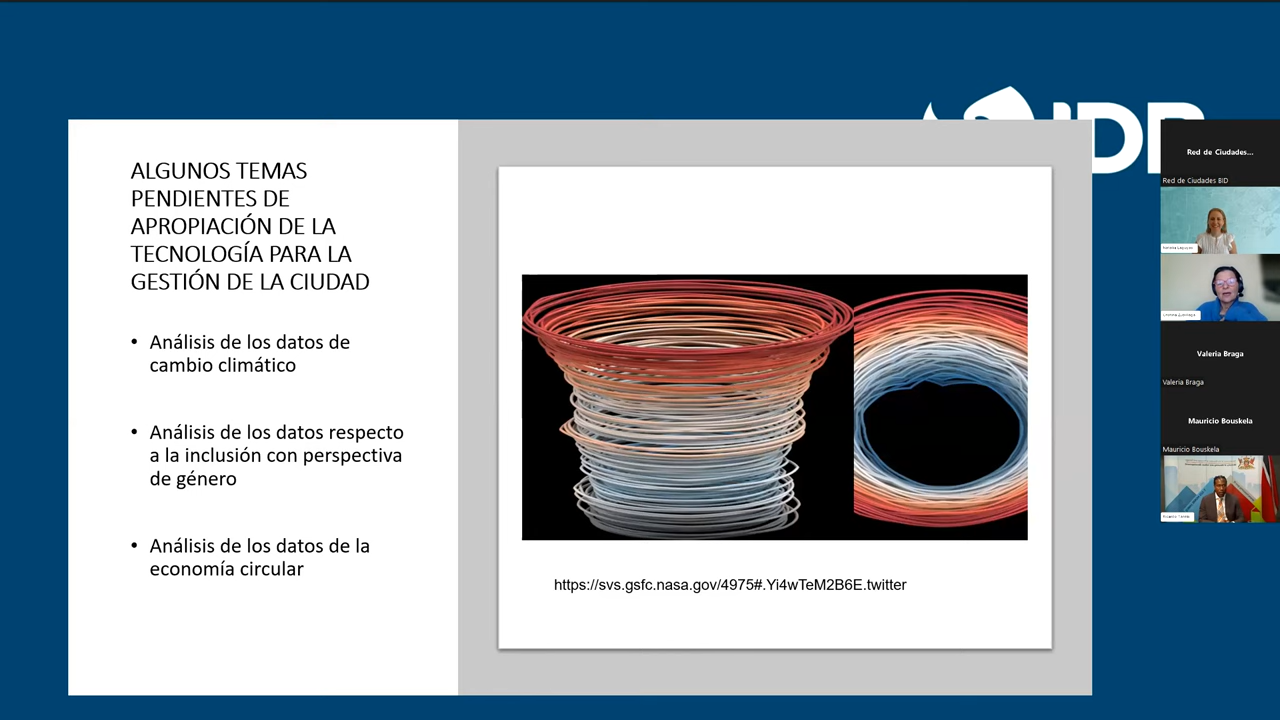 ALGUNOS TEMAS
PENDIENTES DE
APROPIACIÓN DE LA
TECNOLOGÍA PARA LA
GESTIÓN DE LA CIUDAD
• Análisis de los datos de
cambio climático
• Análisis de los datos respecto
a la inclusión con perspectiva
de género
• Análisis de los datos de la
economía circular
https://svs.gsfc.nasa.gov/4975#.Yi4wTeM2B6E.twitter
Red de Ciudades...
Red de Ciudades BID
Valeria Braga
Valeria Braga
Mauricio Bouskela
Mauricio Bouskela